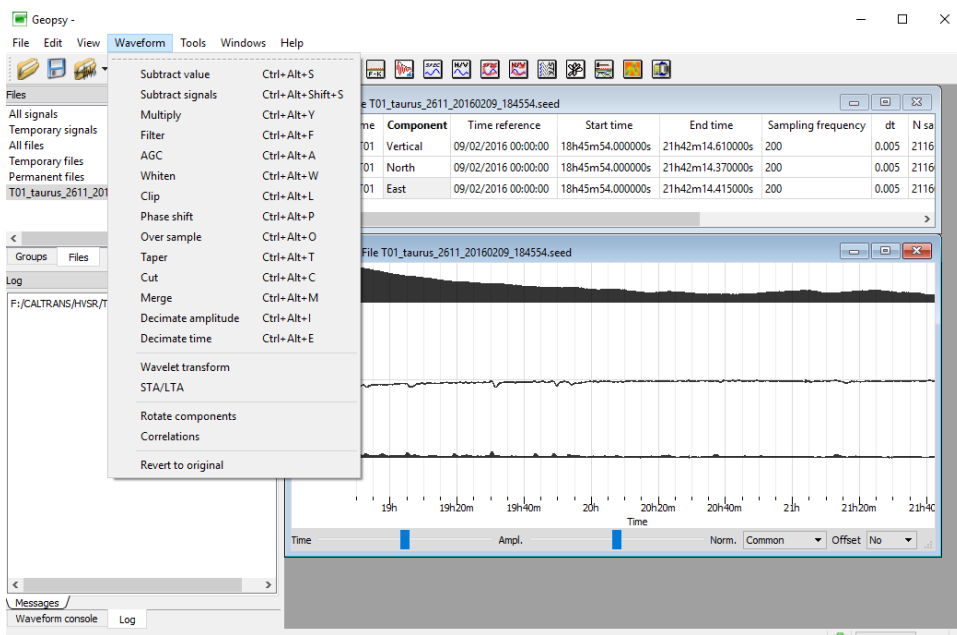 Geopsy -
File Edit View Waveform Tools Windows Help
Files
All signals
Temporary signals
All files
Temporary files
Permanent files
T01_taurus_2611_201
Groups Files
Log
F:/CALTRANS/HVSR/T
Messages
Waveform console Log
Subtract value Ctrl+Alt+S
Subtract signals Ctrl+Alt+Shift+S
Multiply Ctrl+Alt+Y
Filter Ctrl+Alt+F
AGC Ctrl+Alt+A
Whiten Ctrl+Alt+W
Clip Ctrl+Alt+L
Phase shift Ctrl+Alt+P
Over sample Ctrl+Alt+O
Taper Ctrl+Alt+T
Cut Ctrl+Alt+C
Merge Ctrl+Alt+M
Decimate amplitude Ctrl+Alt+I
Decimate time Ctrl+Alt+E
Wavelet transform
STA/LTA
Rotate components
Correlations
Revert to original
F-K SPAC H/V
e T01_taurus_2611_20160209_184554.seed
me Component Time reference Start time End time Sampling frequency dt N sa
01 Vertical 09/02/2016 00:00:00 18h45m54.000000s 21h42m14.610000s 200 0.005 2116
01 North 09/02/2016 00:00:00 18h45m54.000000s 21h42m14.370000s 200 0.005 2116
01 East 09/02/2016 00:00:00 18h45m54.000000s 21h42m14.415000s 200 0.005 2116
File T01_taurus_2611_20160209_184554.seed
19h 19h20m 19h40m 20h 20h20m 20h40m 21h 21h20m 21h40
Time
Time Ampl. Norm. Common Offset No